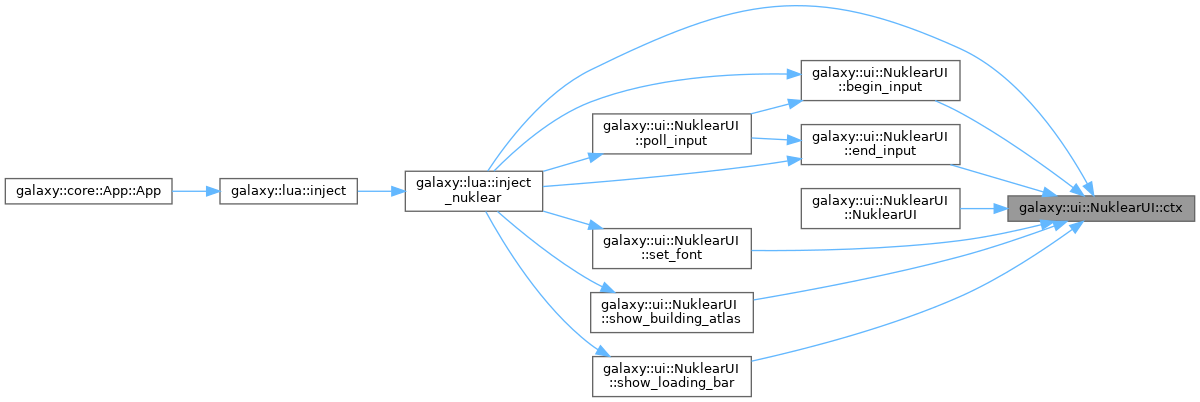 galaxy::core::App::App
galaxy::lua::inject
galaxy::lua::inject
_nuklear
galaxy::ui::NuklearUI
::poll_input
galaxy::ui::NuklearUI
::set_font
galaxy::ui::NuklearUI
::show_building_atlas
galaxy::ui::NuklearUI
::show_loading_bar
galaxy::ui::NuklearUI
::begin_input
galaxy::ui::NuklearUI
::end_input
galaxy::ui::NuklearUI
::NuklearUI
galaxy::ui::NuklearUI::ctx